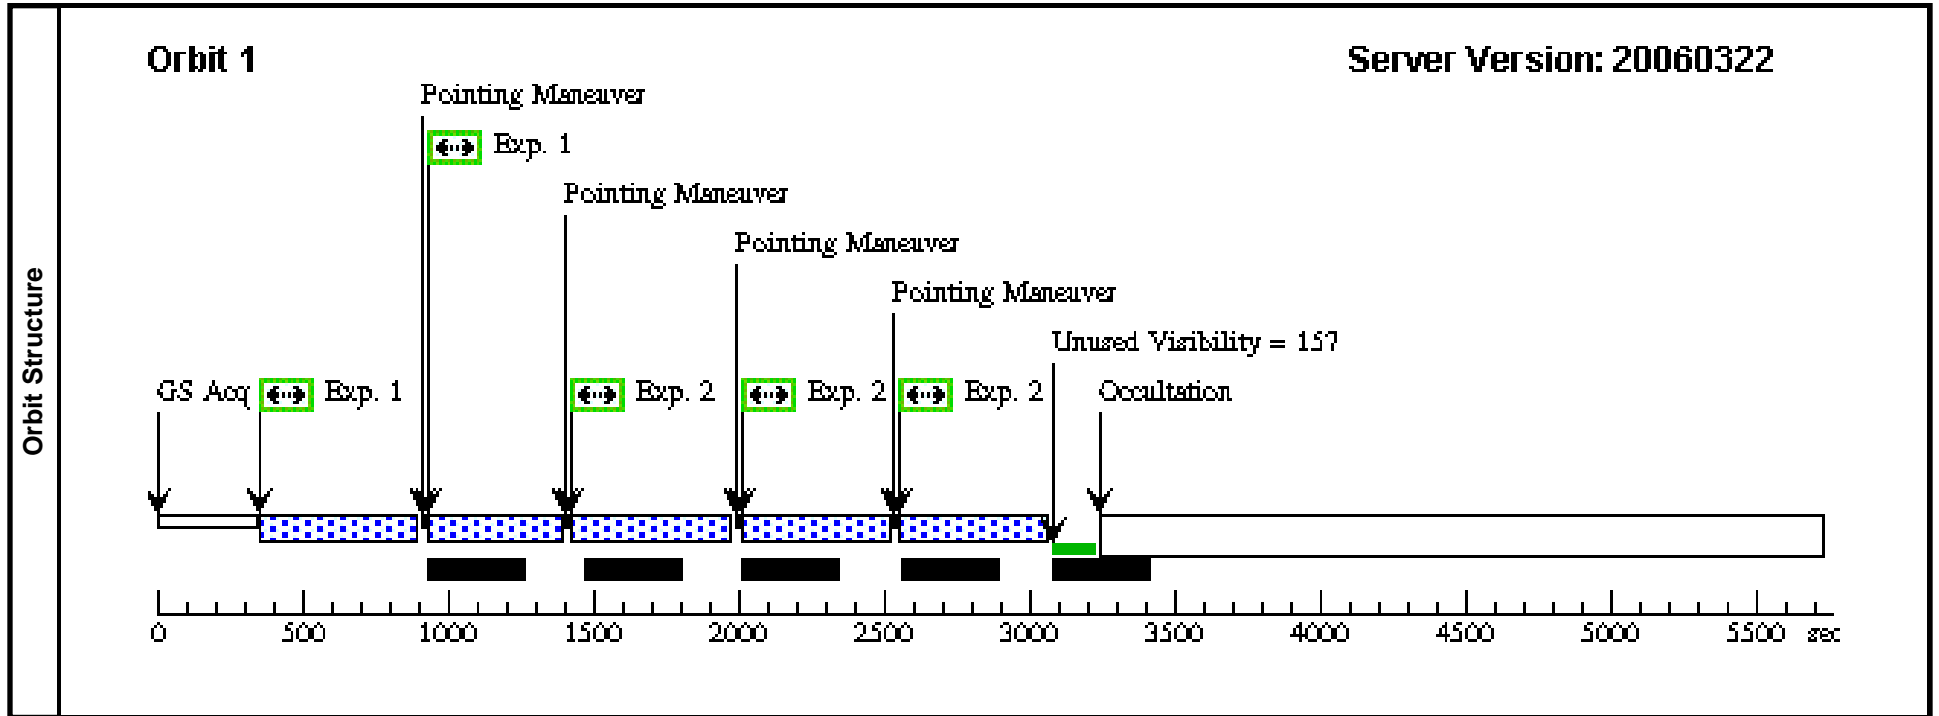 Orbit Structure
Orbit 1
Server Version: 20060322
Pointing Maneuver
Exp. 1
Pointing Maneuver
Pointing Maneuver
Pointing Maneuver
Unused Visibility = 157
GS Acq
Exp. 1
Exp. 2
Exp. 2
Exp. 2
Occultation
0 500 1000 1500 2000 2500 3000 3500 4000 4500 5000 5500 sec